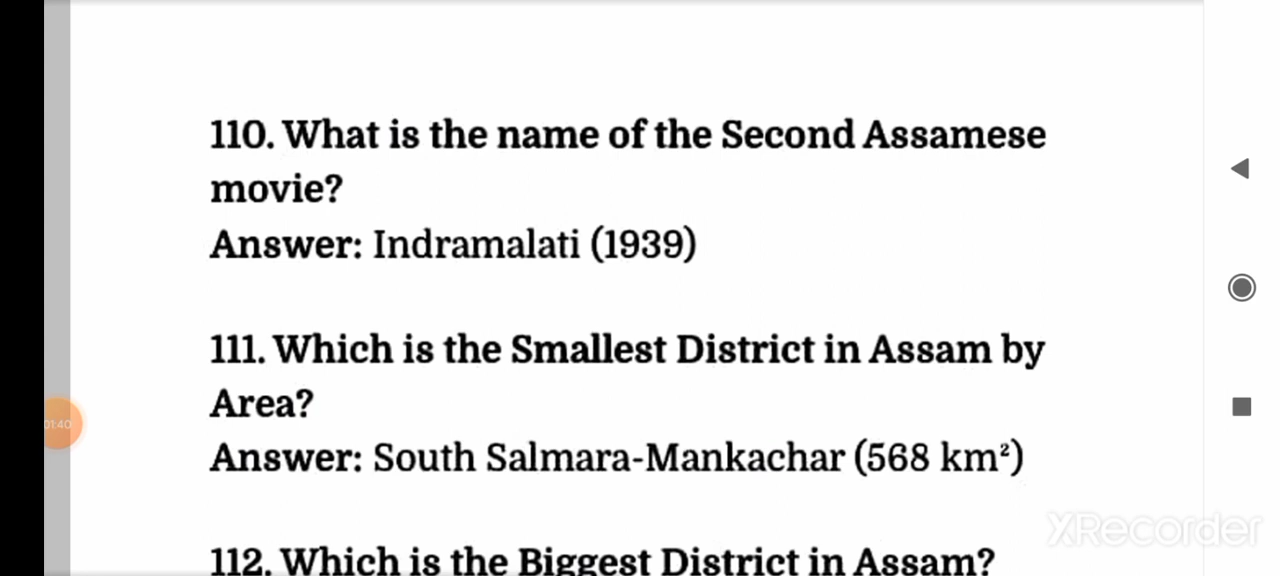 110. What is the name of the Second Assamese
movie?
Answer: Indramalati (1939)
111. Which is the Smallest District in Assam by
Area?
01:40
Answer: South Salmara-Mankachar (568 km²)
XRecorder
112. Which is the Biggest District in Assam?